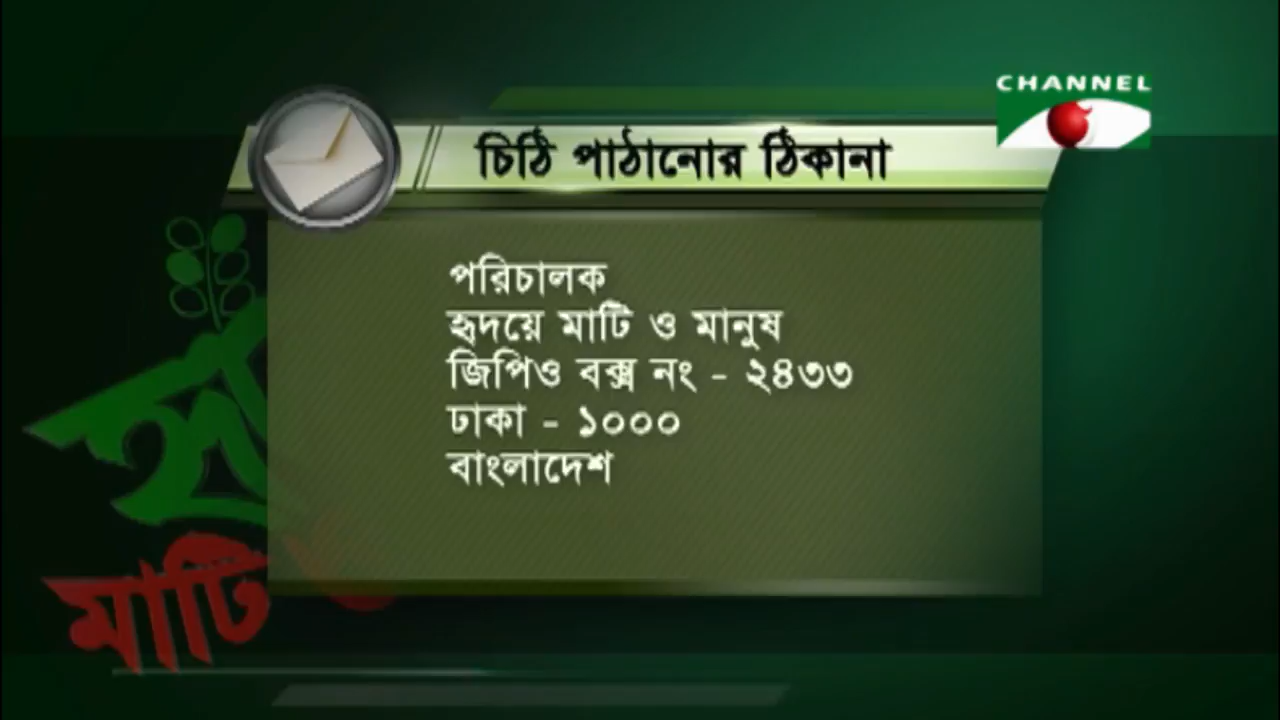 CHANNEL
চিঠি পাঠানোর ঠিকানা
পরিচালক
হৃদয়ে মাটি ও মানুষ
জিপিও বক্স নং - ২৪৩৩
ঢাকা - ১০০০
বাংলাদেশ
হৃ
মাটি